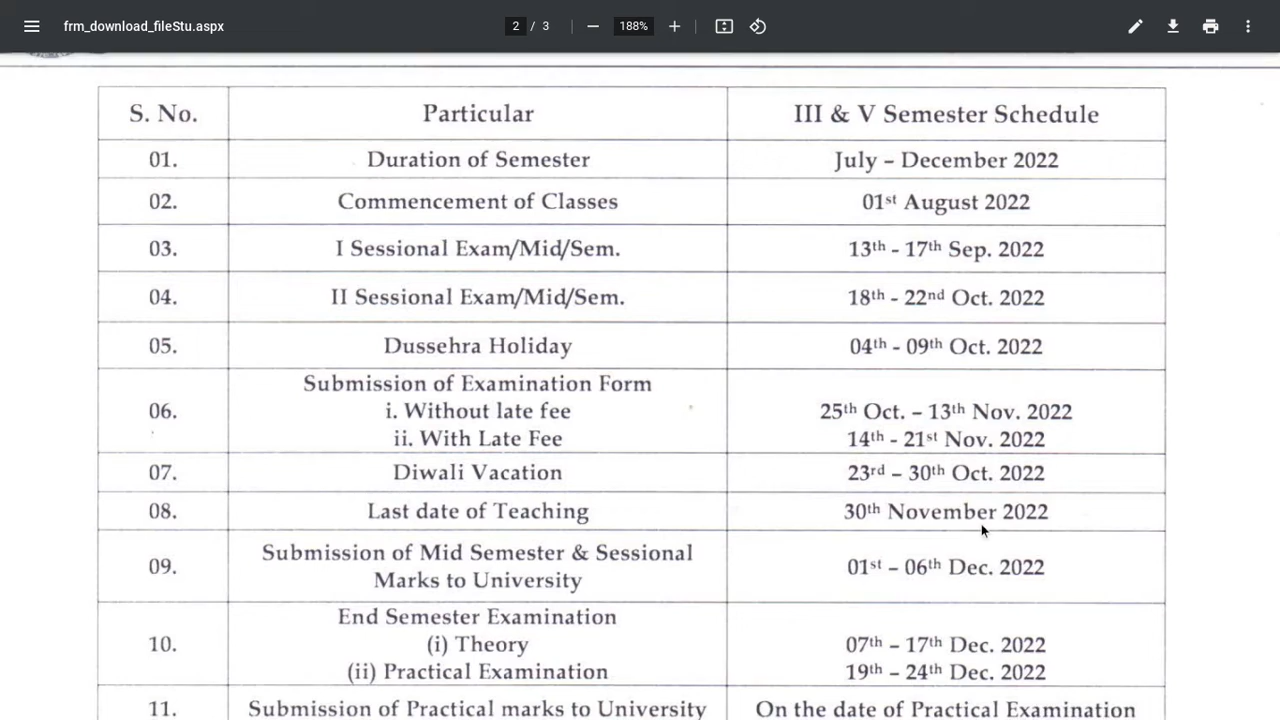 frm_download_fileStu.aspx 2 / 3 188%
S. No. Particular III & V Semester Schedule
01. Duration of Semester July – December 2022
02. Commencement of Classes 01st August 2022
03. I Sessional Exam/Mid/Sem. 13th - 17th Sep. 2022
04. II Sessional Exam/Mid/Sem. 18th - 22nd Oct. 2022
05. Dussehra Holiday 04th - 09th Oct. 2022
Submission of Examination Form
06. i. Without late fee 25th Oct. – 13th Nov. 2022
ii. With Late Fee 14th - 21st Nov. 2022
07. Diwali Vacation 23rd – 30th Oct. 2022
08. Last date of Teaching 30th November 2022
09. Submission of Mid Semester & Sessional
Marks to University 01st – 06th Dec. 2022
End Semester Examination
10. (i) Theory 07th – 17th Dec. 2022
(ii) Practical Examination 19th – 24th Dec. 2022
11. Submission of Practical marks to University On the date of Practical Examination